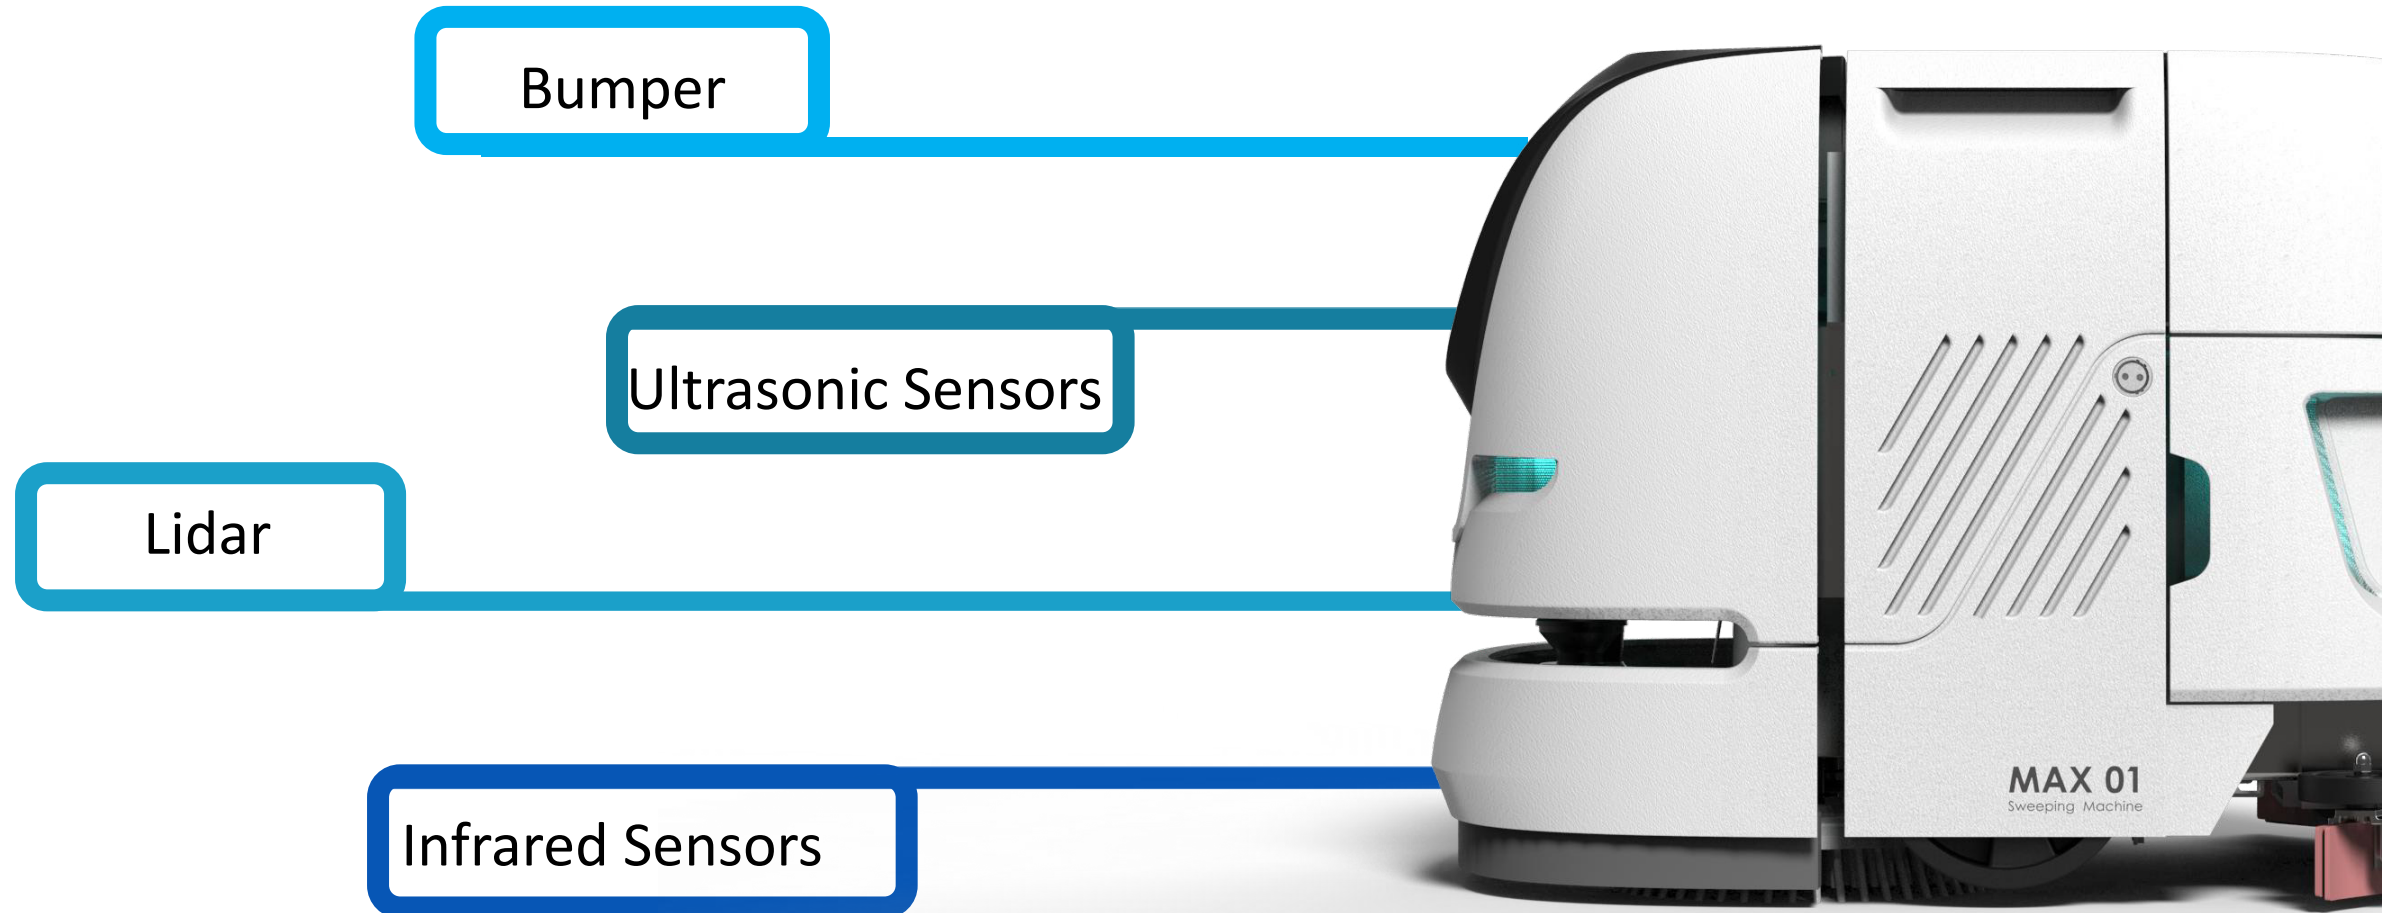 Bumper
Ultrasonic Sensors
Lidar
Infrared Sensors
MAX 01
Sweeping Machine